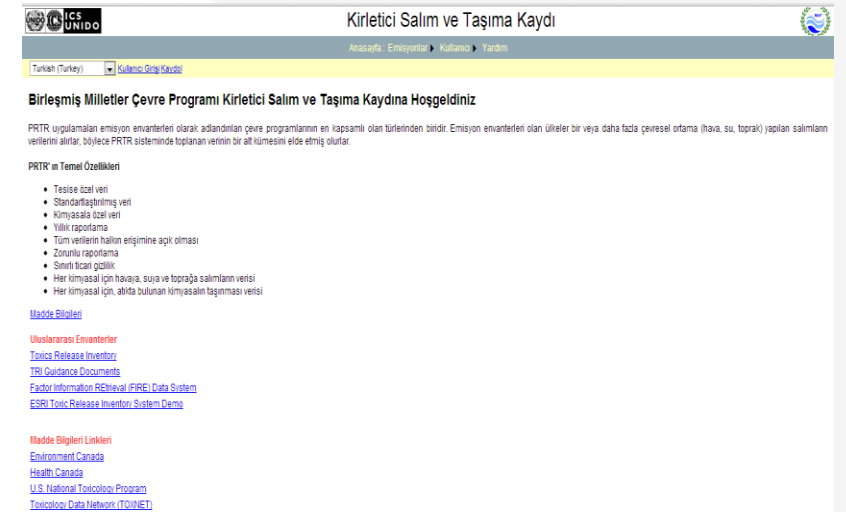 UNIDO ICS UNIDO
Kirletici Salım ve Taşıma Kaydı
Anasayfa : Emisyonlar Kullanıcı Yardım
Turkish (Turkey) Kullanıcı Girişi Kaydol
Birleşmiş Milletler Çevre Programı Kirletici Salım ve Taşıma Kaydına Hoşgeldiniz
PRTR uygulamaları emisyon envanterleri olarak adlandırılan çevre programlarının en kapsamlı olan türlerinden biridir. Emisyon envanterleri olan ülkeler bir veya daha fazla çevresel ortama (hava, su, toprak) yapılan salımların
verilerini alırlar, böylece PRTR sisteminde toplanan verinin bir alt kümesini elde etmiş olurlar.
PRTR' ın Temel Özellikleri
Tesise özel veri
Standartlaştırılmış veri
Kimyasala özel veri
Yıllık raporlama
Tüm verilerin halkın erişimine açık olması
Zorunlu raporlama
Sınırlı ticari gizlilik
Her kimyasal için havaya, suya ve toprağa salımların verisi
Her kimyasal için, atıkta bulunan kimyasalın taşınması verisi
Madde Bilgileri
Uluslararası Envanterler
Toxics Release Inventory
TRI Guidance Documents
Factor Information REtrieval (FIRE) Data System
ESRI Toxic Release Inventory System Demo
Madde Bilgileri Linkleri
Environment Canada
Health Canada
U.S. National Toxicology Program
Toxicology Data Network (TOXNET)